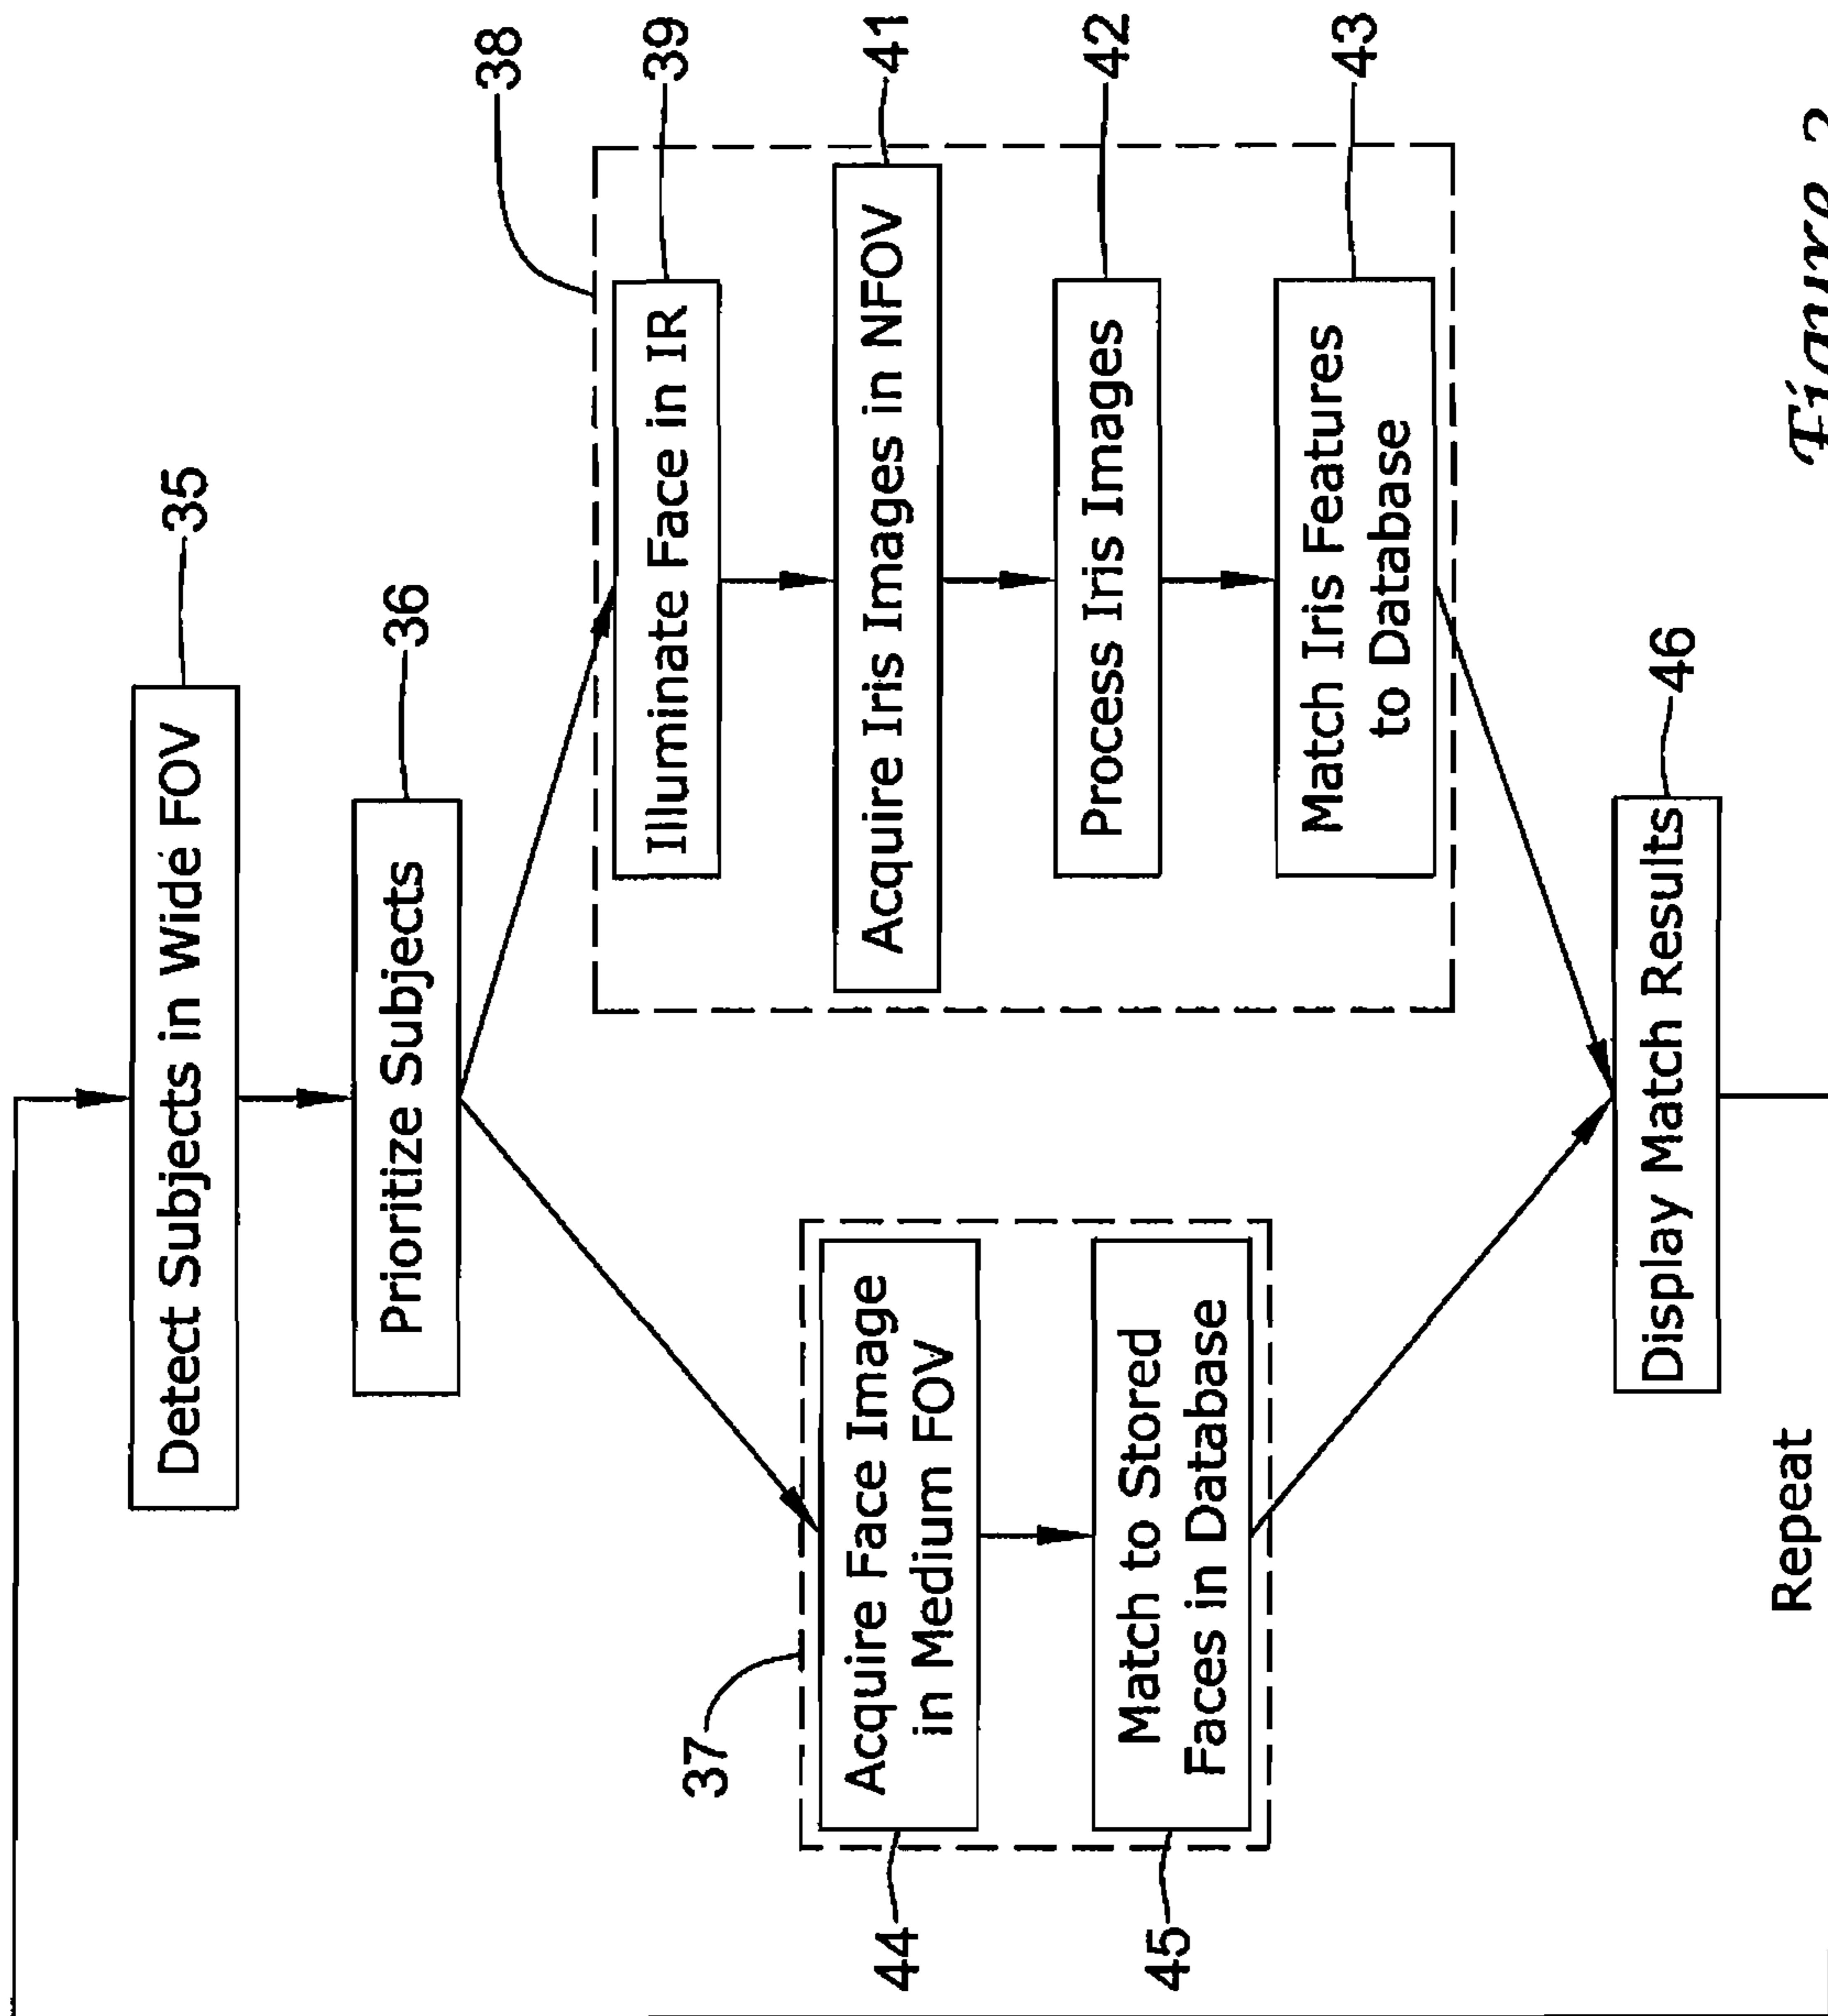 Detect Subjects in Wide FOV
35
Prioritize Subjects
36
37
38
Illuminate Face in IR
39
44
Acquire Face Image
in Medium FOV
Acquire Iris Images in NFOV
41
Process Iris Images
42
45
Match to Stored
Faces in Database
Match Iris Features
to Database
43
Display Match Results
46
Repeat
Figure 2